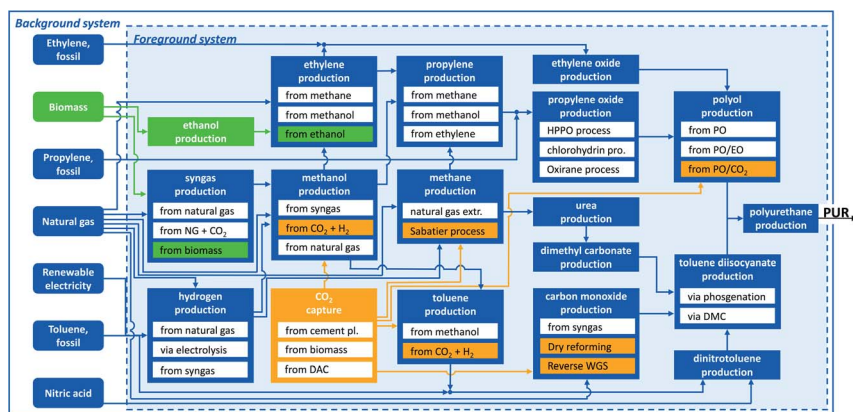 Background system
Foreground system
Ethylene,
fossil
Biomass
Propylene,
fossil
Natural gas
Renewable
electricity
Toluene,
fossil
Nitric acid
ethanol
production
syngas
production
from natural gas
from NG + CO₂
from biomass
hydrogen
production
from natural gas
via electrolysis
from syngas
ethylene
production
from methane
from methanol
from ethanol
methanol
production
from syngas
from CO₂ + H₂
from natural gas
CO₂
capture
from cement pl.
from biomass
from DAC
propylene
production
from methane
from methanol
from ethylene
methane
production
natural gas extr.
Sabatier process
toluene
production
from methanol
from CO₂ + H₂
ethylene oxide
production
propylene oxide
production
HPPO process
chlorohydrin pro.
Oxirane process
urea
production
dimethyl carbonate
production
carbon monoxide
production
from syngas
Dry reforming
Reverse WGS
polyol
production
from PO
from PO/EO
from PO/CO₂
toluene diisocyanate
production
via phosgenation
via DMC
dinitrotoluene
production
polyurethane
production
PUR